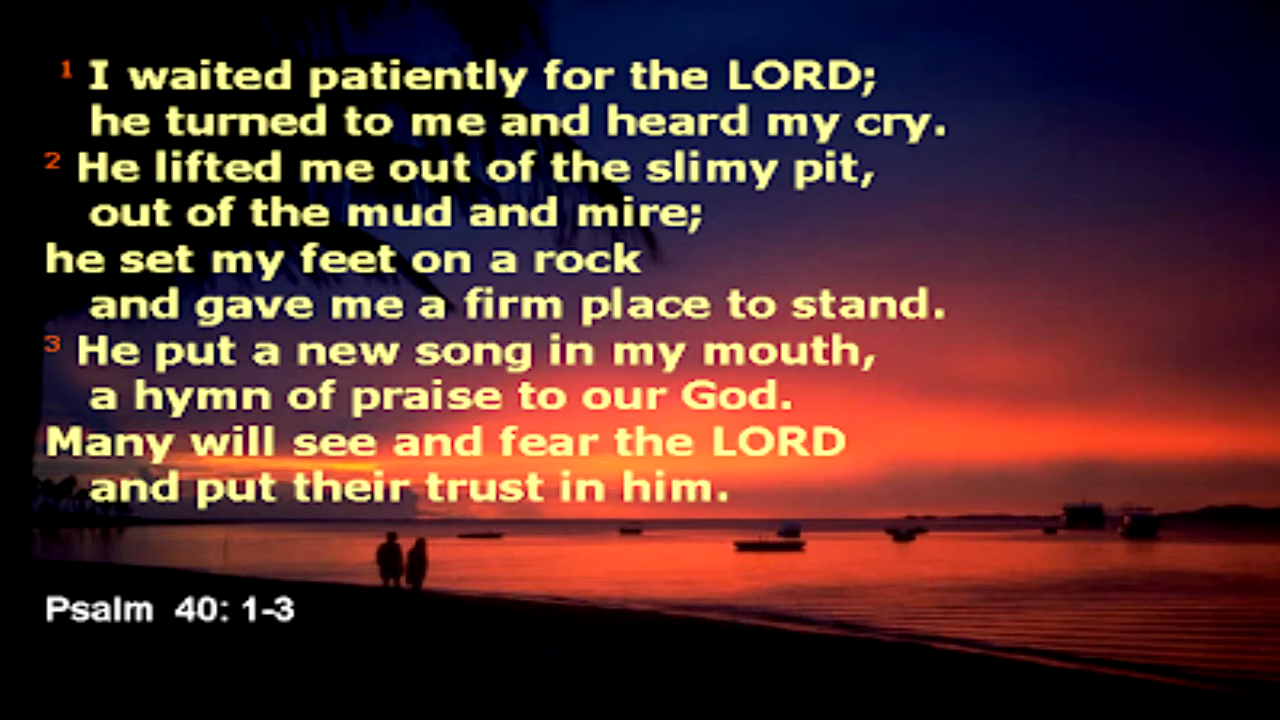 1 I waited patiently for the LORD;
he turned to me and heard my cry.
2 He lifted me out of the slimy pit,
out of the mud and mire;
he set my feet on a rock
and gave me a firm place to stand.
3 He put a new song in my mouth,
a hymn of praise to our God.
Many will see and fear the LORD
and put their trust in him.
Psalm 40: 1-3